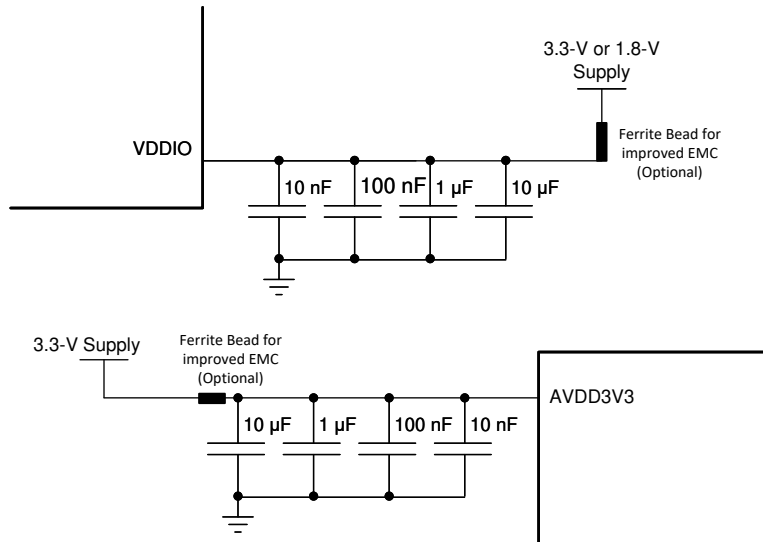 3.3-V or 1.8-V
Supply
VDDIO
Ferrite Bead for
improved EMC
(Optional)
10 nF
100 nF
1 µF
10 µF
3.3-V Supply
Ferrite Bead for
improved EMC
(Optional)
AVDD3V3
10 µF
1 µF
100 nF
10 nF